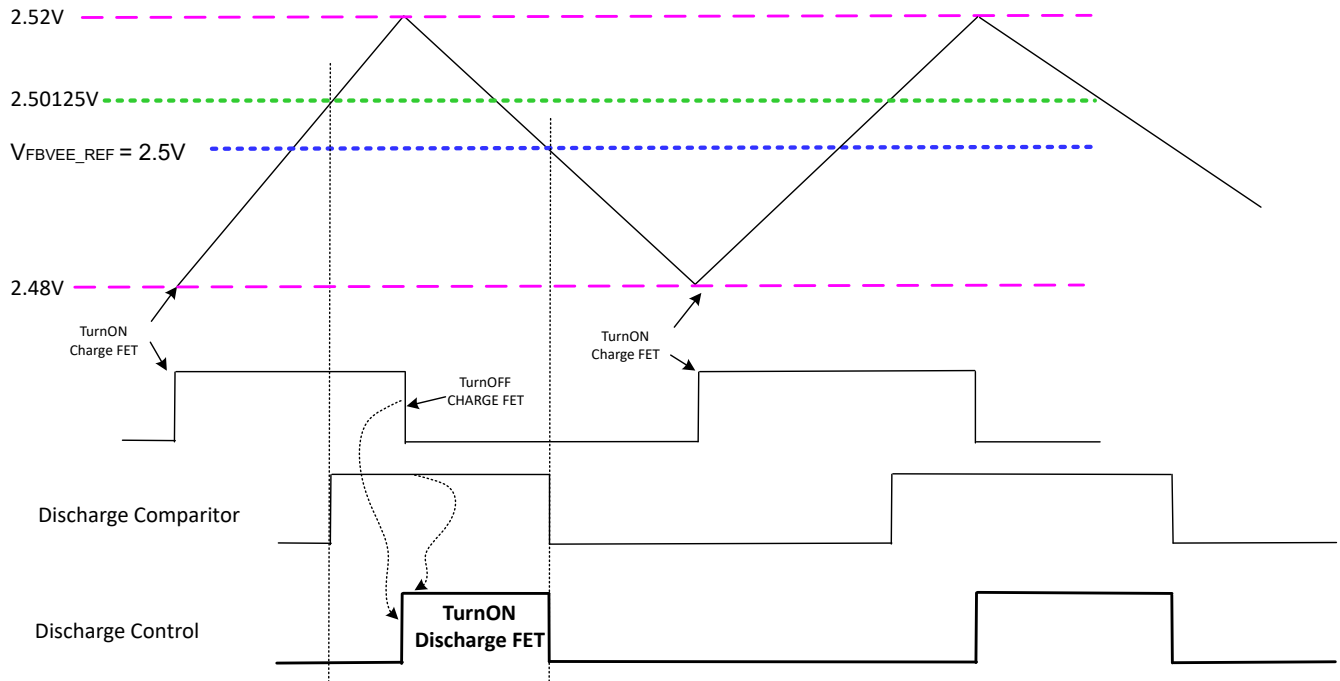 2.52V
2.50125V
VFBVEE_REF = 2.5V
2.48V
TurnON
Charge FET
TurnON
Charge FET
TurnOFF
CHARGE FET
Discharge Comparitor
Discharge Control
TurnON
Discharge FET